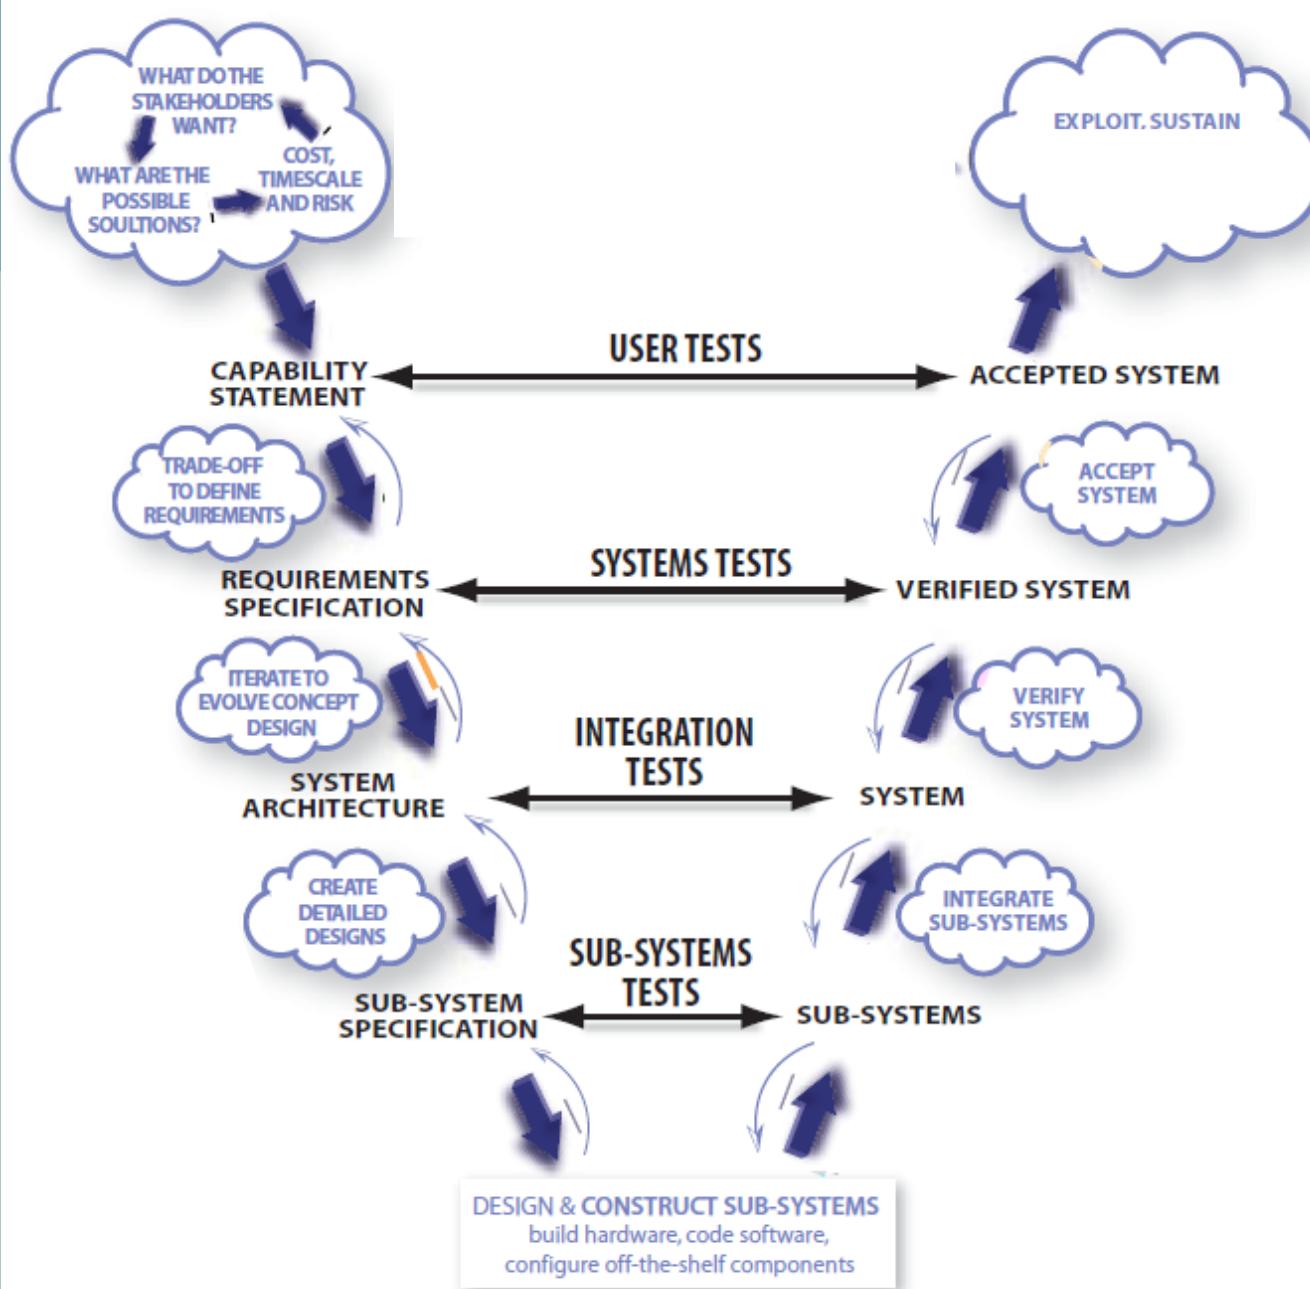 WHAT DO THE
STAKEHOLDERS
WANT?
COST,
TIMESCALE
AND RISK
WHAT ARE THE
POSSIBLE
SOULTIONS?
EXPLOIT. SUSTAIN
USER TESTS
CAPABILITY
STATEMENT
ACCEPTED SYSTEM
TRADE-OFF
TO DEFINE
REQUIREMENTS
ACCEPT
SYSTEM
SYSTEMS TESTS
REQUIREMENTS
SPECIFICATION
VERIFIED SYSTEM
ITERATE TO
EVOLVE CONCEPT
DESIGN
VERIFY
SYSTEM
INTEGRATION
TESTS
SYSTEM
ARCHITECTURE
SYSTEM
CREATE
DETAILED
DESIGNS
INTEGRATE
SUB-SYSTEMS
SUB-SYSTEMS
TESTS
SUB-SYSTEM
SPECIFICATION
SUB-SYSTEMS
DESIGN & CONSTRUCT SUB-SYSTEMS
build hardware, code software,
configure off-the-shelf components